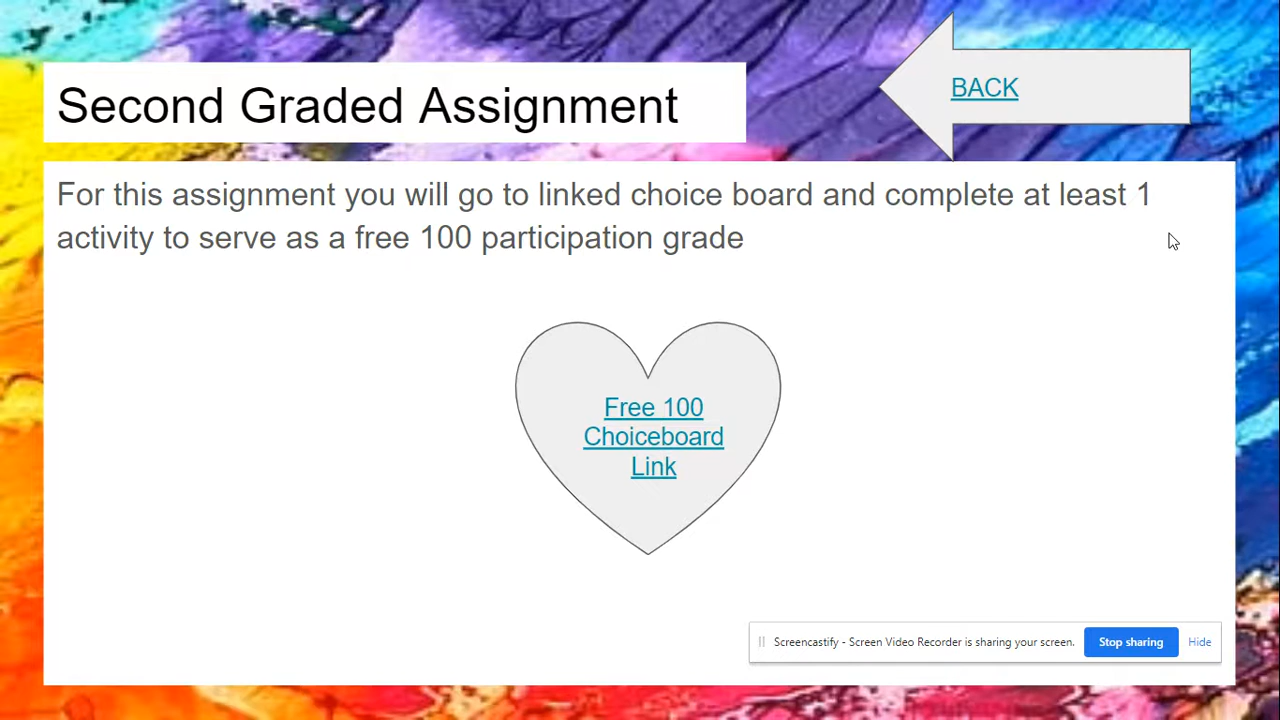 BACK
Second Graded Assignment
For this assignment you will go to linked choice board and complete at least 1
activity to serve as a free 100 participation grade
Free 100
Choiceboard
Link
Screencastify - Screen Video Recorder is sharing your screen. Stop sharing Hide